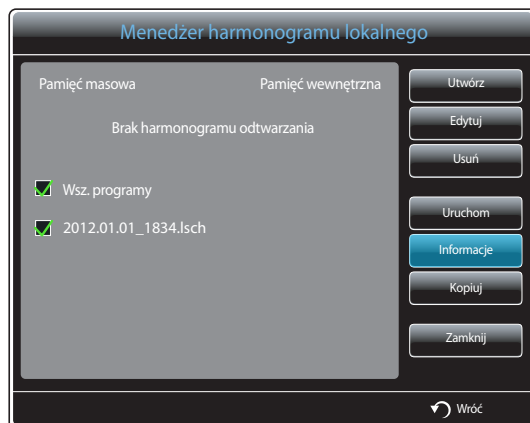 Menedżer harmonogramu lokalnego
Pamięć masowa Pamięć wewnętrzna
Brak harmonogramu odtwarzania
Wsz. programy
2012.01.01_1834.lsch
Utwórz
Edytuj
Usuń
Uruchom
Informacje
Kopiuj
Zamknij
Wróć